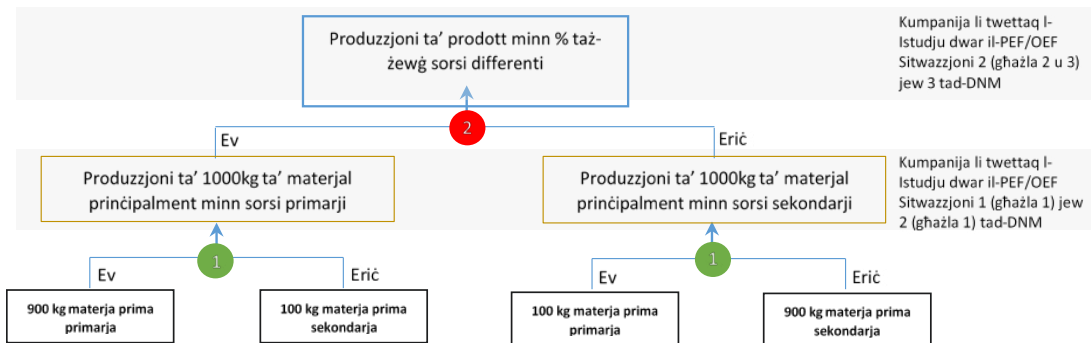 Produzzjoni ta’ prodott minn % taż-
żewġ sorsi differenti
Kumpanija li twettaq l-
Istudju dwar il-PEF/OEF
Sitwazzjoni 2 (għażla 2 u 3)
jew 3 tad-DNM
2
Ev
Erić
Produzzjoni ta’ 1000kg ta’ materjal
prinċipalment minn sorsi primarji
Produzzjoni ta’ 1000kg ta’ materjal
prinċipalment minn sorsi sekondarji
Kumpanija li twettaq l-
Istudju dwar il-PEF/OEF
Sitwazzjoni 1 (għażla 1) jew
2 (għażla 1) tad-DNM
1
1
Ev
Erić
Ev
Erić
900 kg materja prima
primarja
100 kg materja prima
sekondarja
100 kg materja prima
primarja
900 kg materja prima
sekondarja